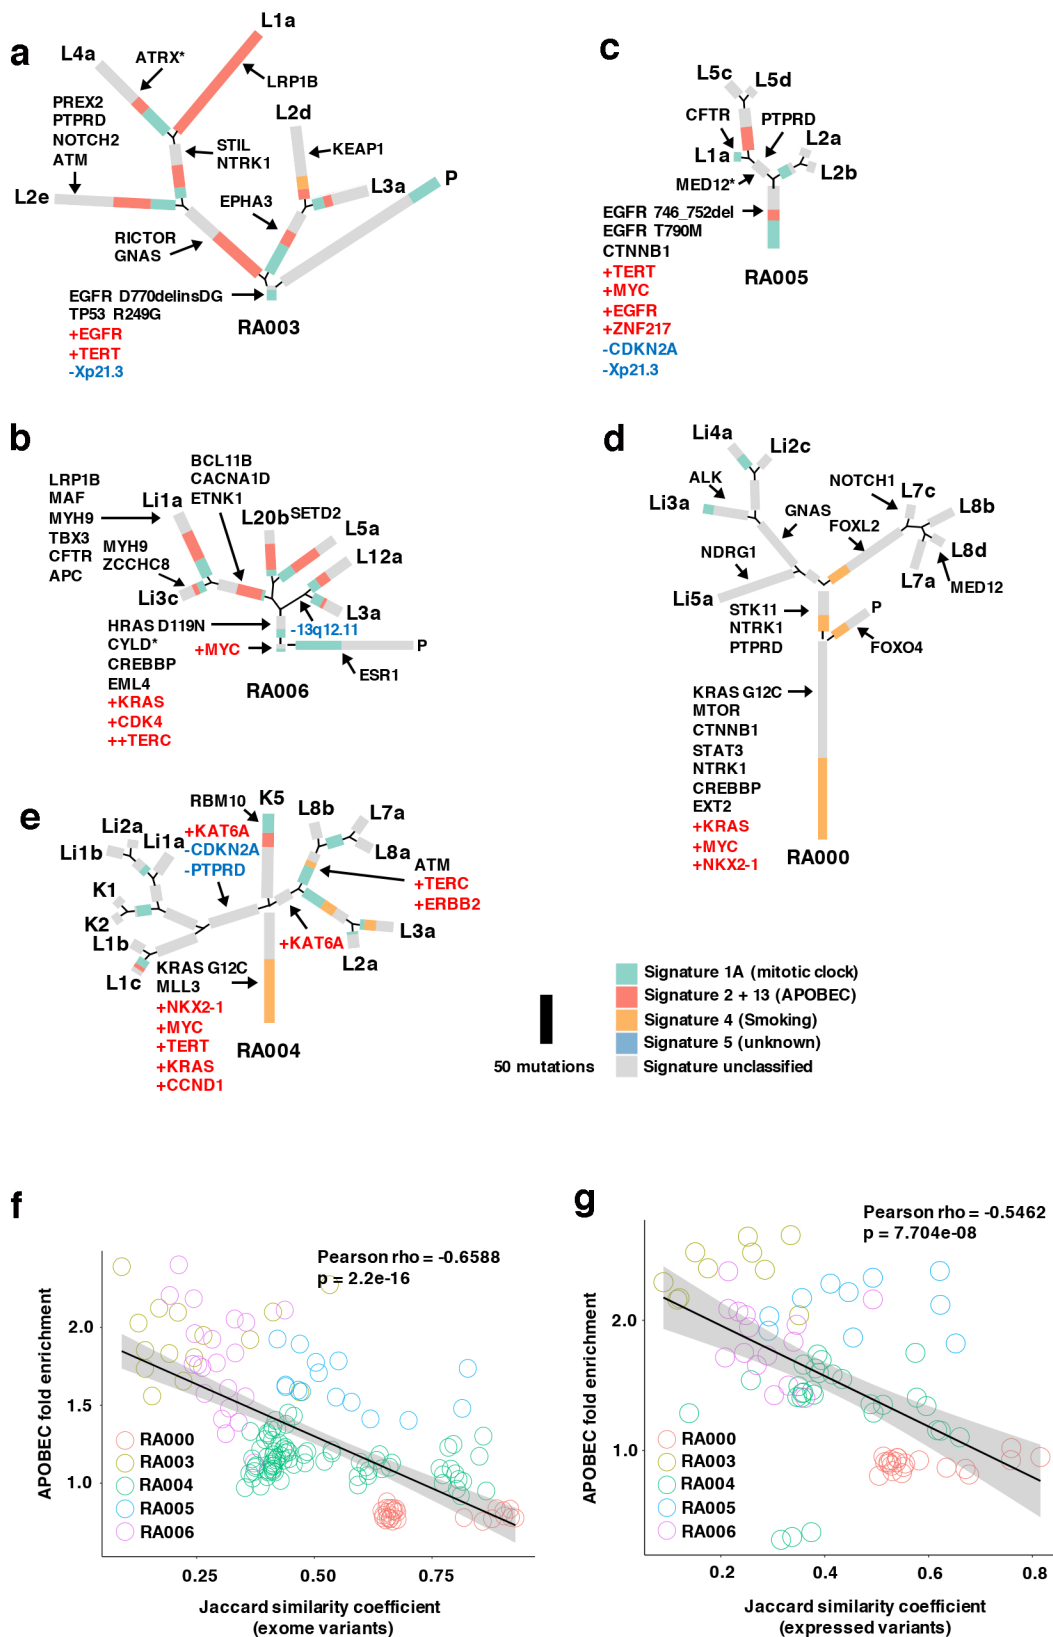 a
L1a
L4a
ATRX*
LRP1B
PREX2
PTPRD
NOTCH2
ATM
L2d
STIL
NTRK1
KEAP1
L2e
EPHA3
L3a
P
RICTOR
GNAS
EGFR D770delinsDG
TP53 R249G
+EGFR
+TERT
-Xp21.3
RA003
c
L5c
L5d
CFTR
PTPRD
L2a
L1a
L2b
MED12*
EGFR 746_752del
EGFR T790M
CTNNB1
+TERT
+MYC
+EGFR
+ZNF217
-CDKN2A
-Xp21.3
RA005
b
LRP1B
MAF
MYH9
TBX3
CFTR
APC
Li1a
BCL11B
CACNA1D
ETNK1
L20b
SETD2
L5a
L12a
MYH9
ZCCHC8
Li3c
L3a
HRAS D119N
CYLD*
CREBBP
EML4
+KRAS
+CDK4
++TERC
-13q12.11
+MYC
P
ESR1
RA006
d
Li4a
Li2c
ALK
NOTCH1
L7c
Li3a
GNAS
L8b
FOXL2
NDRG1
L8d
L7a
MED12
Li5a
STK11
NTRK1
PTPRD
P
FOXO4
KRAS G12C
MTOR
CTNNB1
STAT3
NTRK1
CREBBP
EXT2
+KRAS
+MYC
+NKX2-1
RA000
e
RBM10
K5
L8b
L7a
Li2a
Li1a
Li1b
+KAT6A
-CDKN2A
-PTPRD
L8a
ATM
+TERC
+ERBB2
K1
K2
L1b
L1c
+KAT6A
L3a
L2a
KRAS G12C
MLL3
+NKX2-1
+MYC
+TERT
+KRAS
+CCND1
RA004
50 mutations
Signature 1A (mitotic clock)
Signature 2 + 13 (APOBEC)
Signature 4 (Smoking)
Signature 5 (unknown)
Signature unclassified
f
Pearson rho = -0.6588
p = 2.2e-16
APOBEC fold enrichment
2.0
1.5
1.0
RA000
RA003
RA004
RA005
RA006
0.25
0.50
0.75
Jaccard similarity coefficient
(exome variants)
g
Pearson rho = -0.5462
p = 7.704e-08
APOBEC fold enrichment
2.0
1.0
RA000
RA003
RA004
RA005
RA006
0.2
0.4
0.6
0.8
Jaccard similarity coefficient
(expressed variants)